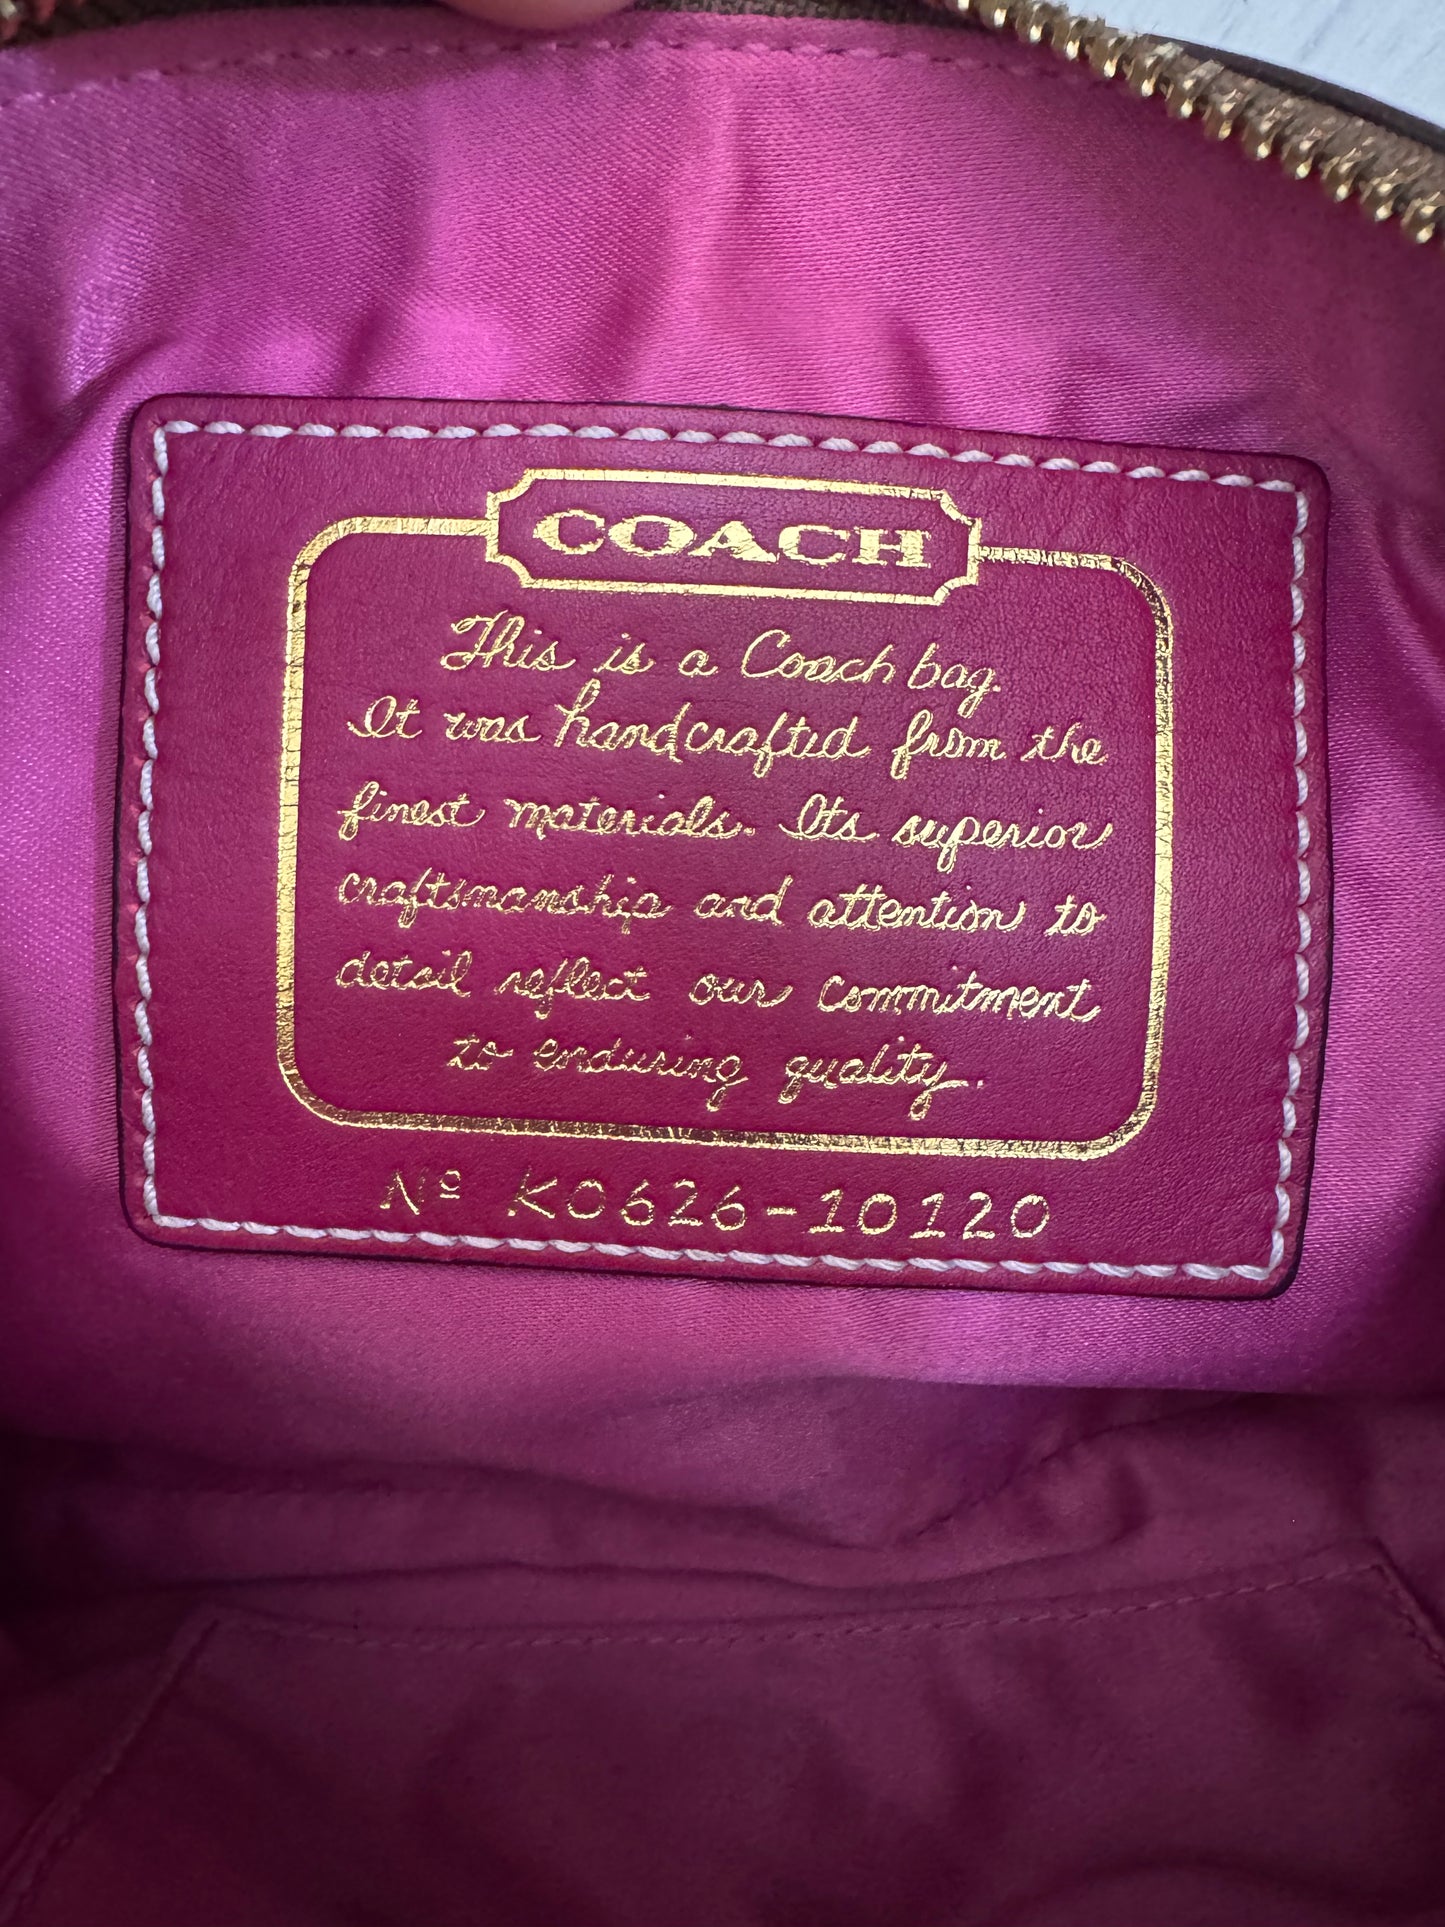 COACH
This is a Coach bag.
It was handcrafted from the
finest materials. Its superior
craftsmanship and attention to
detail reflect our commitment
to enduring quality.
Nº K0626-10120